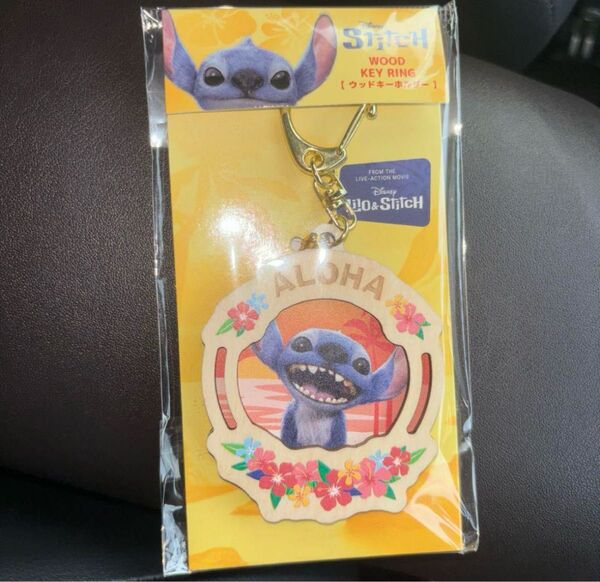 Disney
STITCH
WOOD
KEY RING
[ ウッドキーホルダー ]
FROM THE
LIVE-ACTION MOVIE
Disney
LILO & STITCH
ALOHA